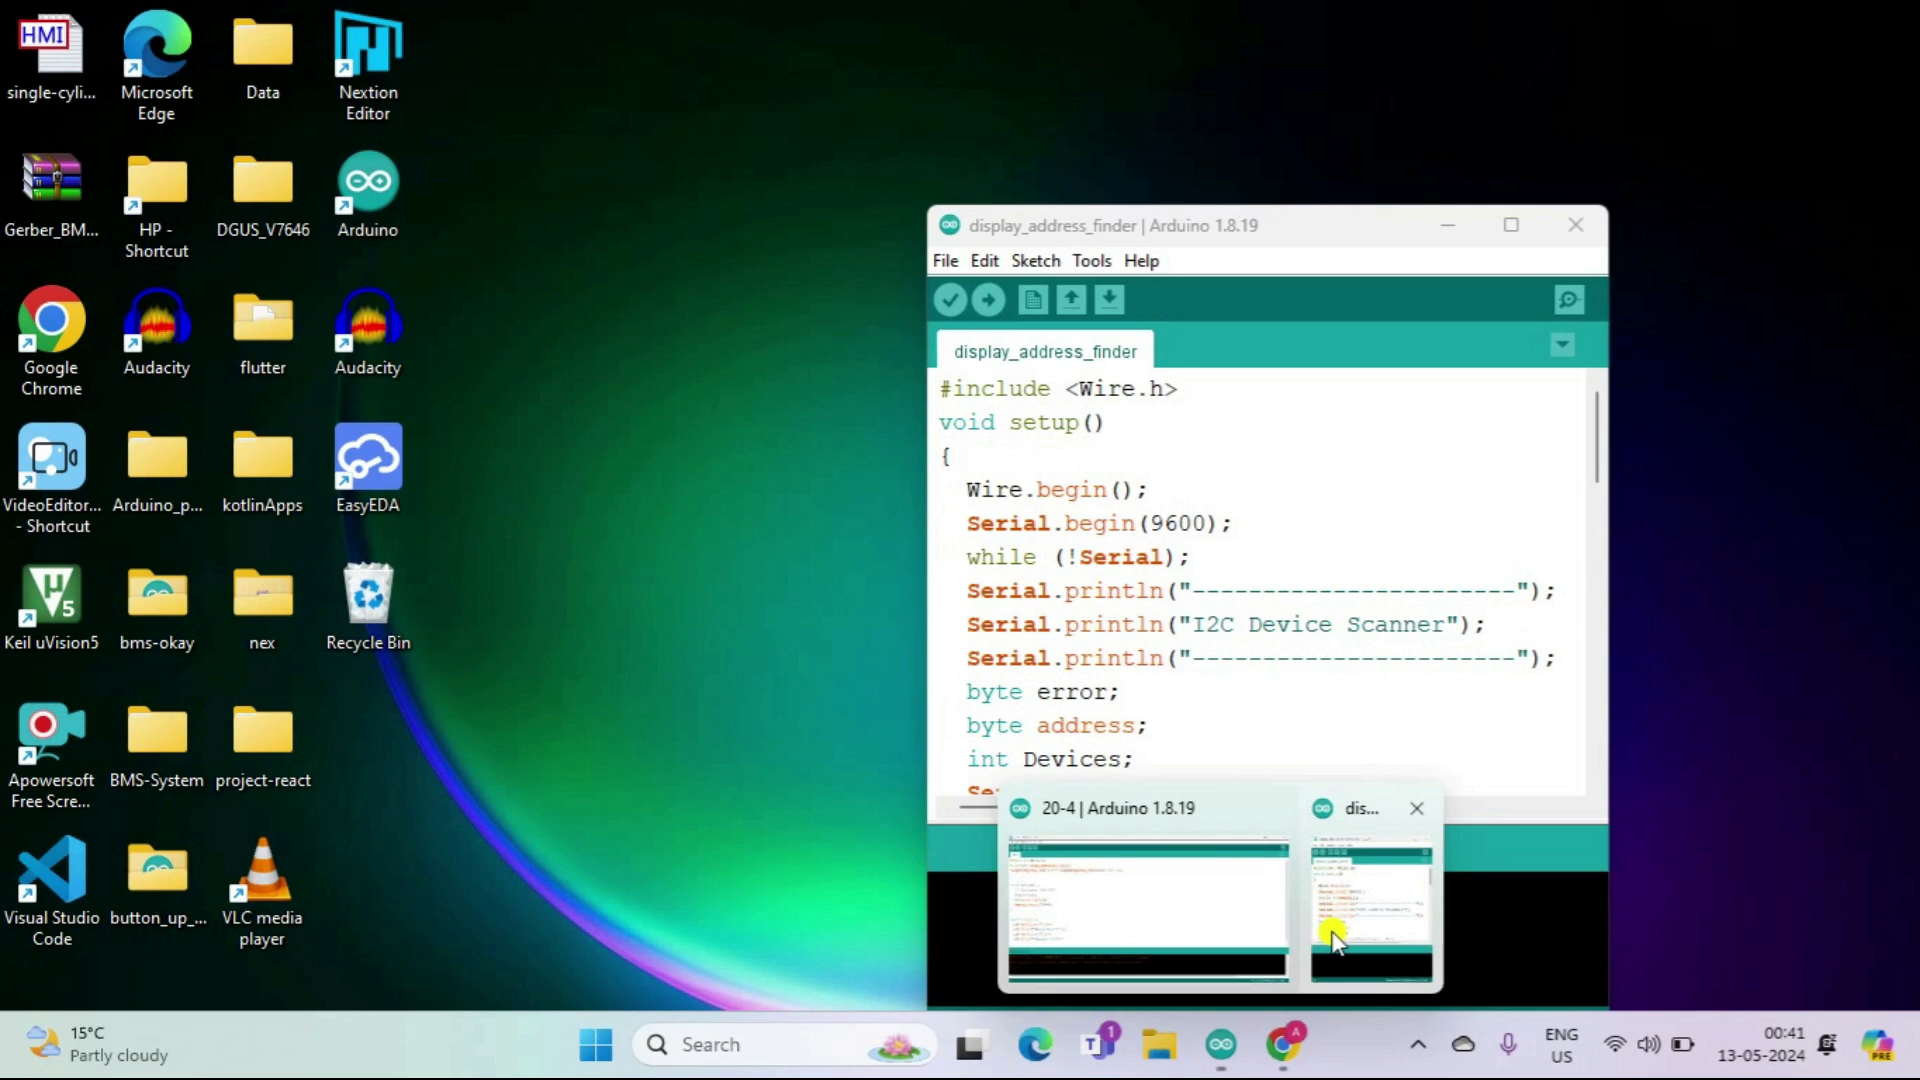 HMI
single-cyli...
Microsoft
Edge
Data
Nextion
Editor
Gerber_BM...
HP -
Shortcut
DGUS_V7646
Arduino
Google
Chrome
Audacity
flutter
Audacity
VideoEditor...
- Shortcut
Arduino_p...
kotlinApps
EasyEDA
Keil uVision5
bms-okay
nex
Recycle Bin
Apowersoft
Free Scre...
BMS-System
project-react
Visual Studio
Code
button_up_...
VLC media
player
display_address_finder | Arduino 1.8.19
File Edit Sketch Tools Help
display_address_finder
#include <Wire.h>
void setup()
{
Wire.begin();
Serial.begin(9600);
while (!Serial);
Serial.println("-----------------------");
Serial.println("I2C Device Scanner");
Serial.println("-----------------------");
byte error;
byte address;
int Devices;
20-4 | Arduino 1.8.19
dis...
15°C
Partly cloudy
Search
T
1
A
ENG
US
00:41
13-05-2024
PRE